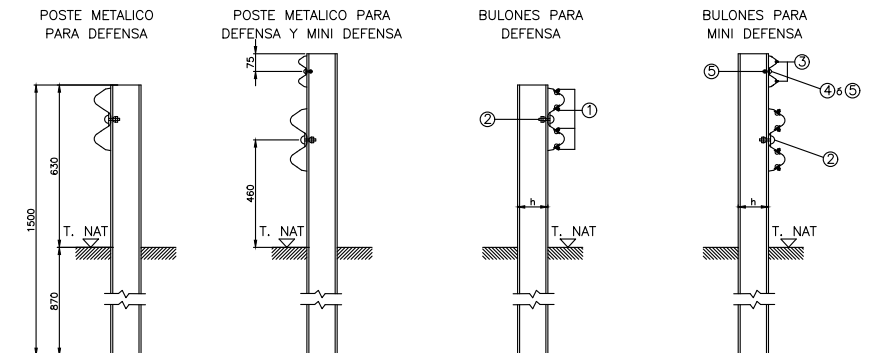 POSTE METALICO
PARA DEFENSA
POSTE METALICO PARA
DEFENSA Y MINI DEFENSA
BULONES PARA
DEFENSA
BULONES PARA
MINI DEFENSA
1500
630
870
T. NAT
75
460
T. NAT
2
1
h
T. NAT
5
3
4 ó 5
2
h
T. NAT